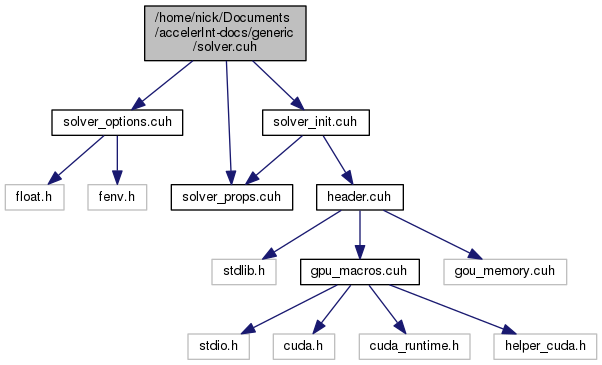 /home/nick/Documents
/accelerInt-docs/generic
/solver.cuh
solver_options.cuh
solver_init.cuh
float.h
fenv.h
solver_props.cuh
header.cuh
stdlib.h
gpu_macros.cuh
gou_memory.cuh
stdio.h
cuda.h
cuda_runtime.h
helper_cuda.h